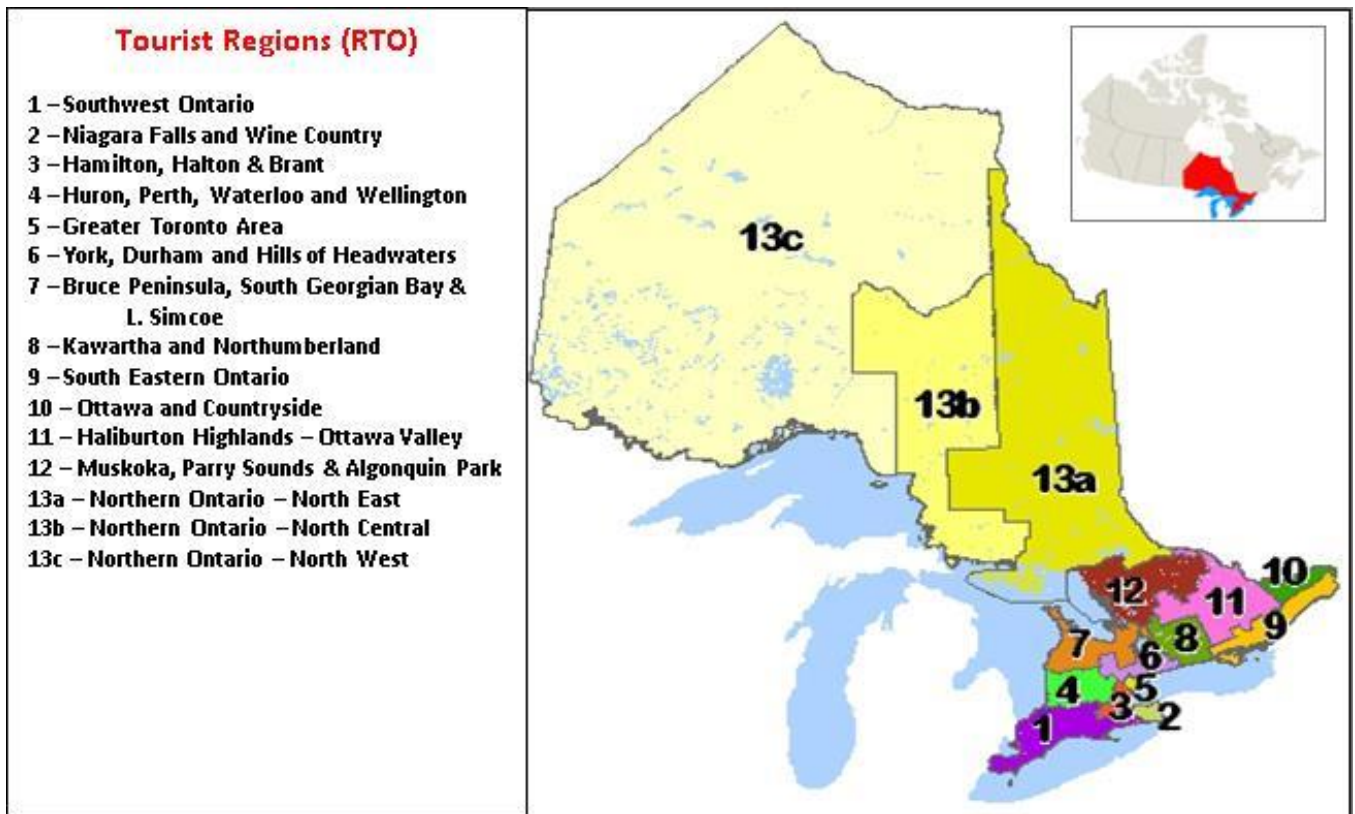 Tourist Regions (RTO)
1 – Southwest Ontario
2 – Niagara Falls and Wine Country
3 – Hamilton, Halton & Brant
4 – Huron, Perth, Waterloo and Wellington
5 – Greater Toronto Area
6 – York, Durham and Hills of Headwaters
7 – Bruce Peninsula, South Georgian Bay &
L. Simcoe
8 – Kawartha and Northumberland
9 – South Eastern Ontario
10 – Ottawa and Countryside
11 – Haliburton Highlands – Ottawa Valley
12 – Muskoka, Parry Sounds & Algonquin Park
13a – Northern Ontario – North East
13b – Northern Ontario – North Central
13c – Northern Ontario – North West
13c
13b
13a
10
12
11
9
8
7
6
5
4
3
2
1